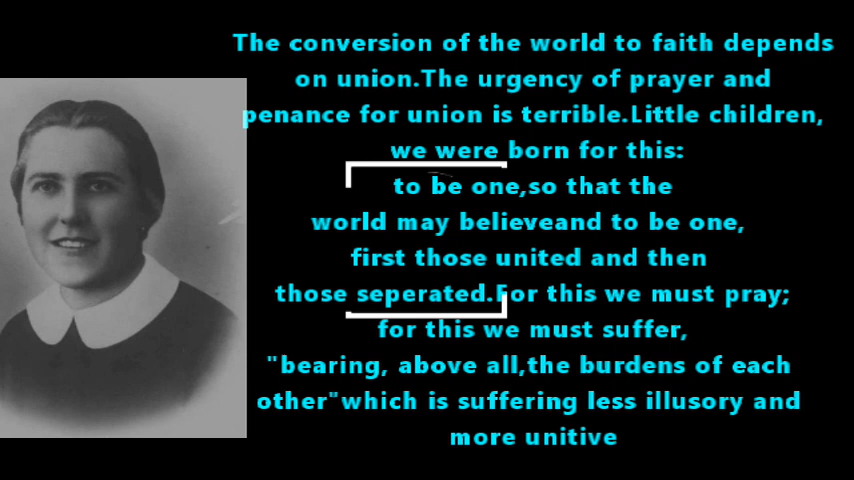 The conversion of the world to faith depends
on union.The urgency of prayer and
penance for union is terrible.Little children,
we were born for this:
to be one,so that the
world may believeand to be one,
first those united and then
those seperated.For this we must pray;
for this we must suffer,
"bearing, above all,the burdens of each
other"which is suffering less illusory and
more unitive